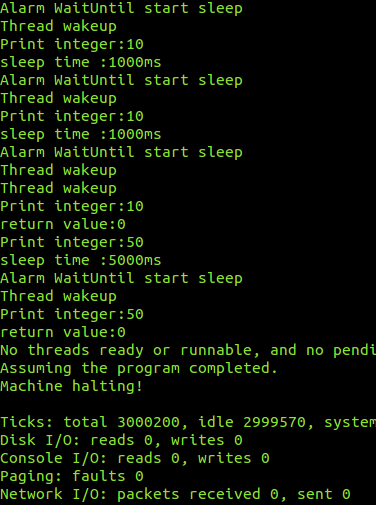 Alarm WaitUntil start sleep
Thread wakeup
Print integer:10
sleep time :1000ms
Alarm WaitUntil start sleep
Thread wakeup
Print integer:10
sleep time :1000ms
Alarm WaitUntil start sleep
Thread wakeup
Thread wakeup
Print integer:10
return value:0
Print integer:50
sleep time :5000ms
Alarm WaitUntil start sleep
Thread wakeup
Print integer:50
return value:0
No threads ready or runnable, and no pendi
Assuming the program completed.
Machine halting!

Ticks: total 3000200, idle 2999570, system
Disk I/O: reads 0, writes 0
Console I/O: reads 0, writes 0
Paging: faults 0
Network I/O: packets received 0, sent 0